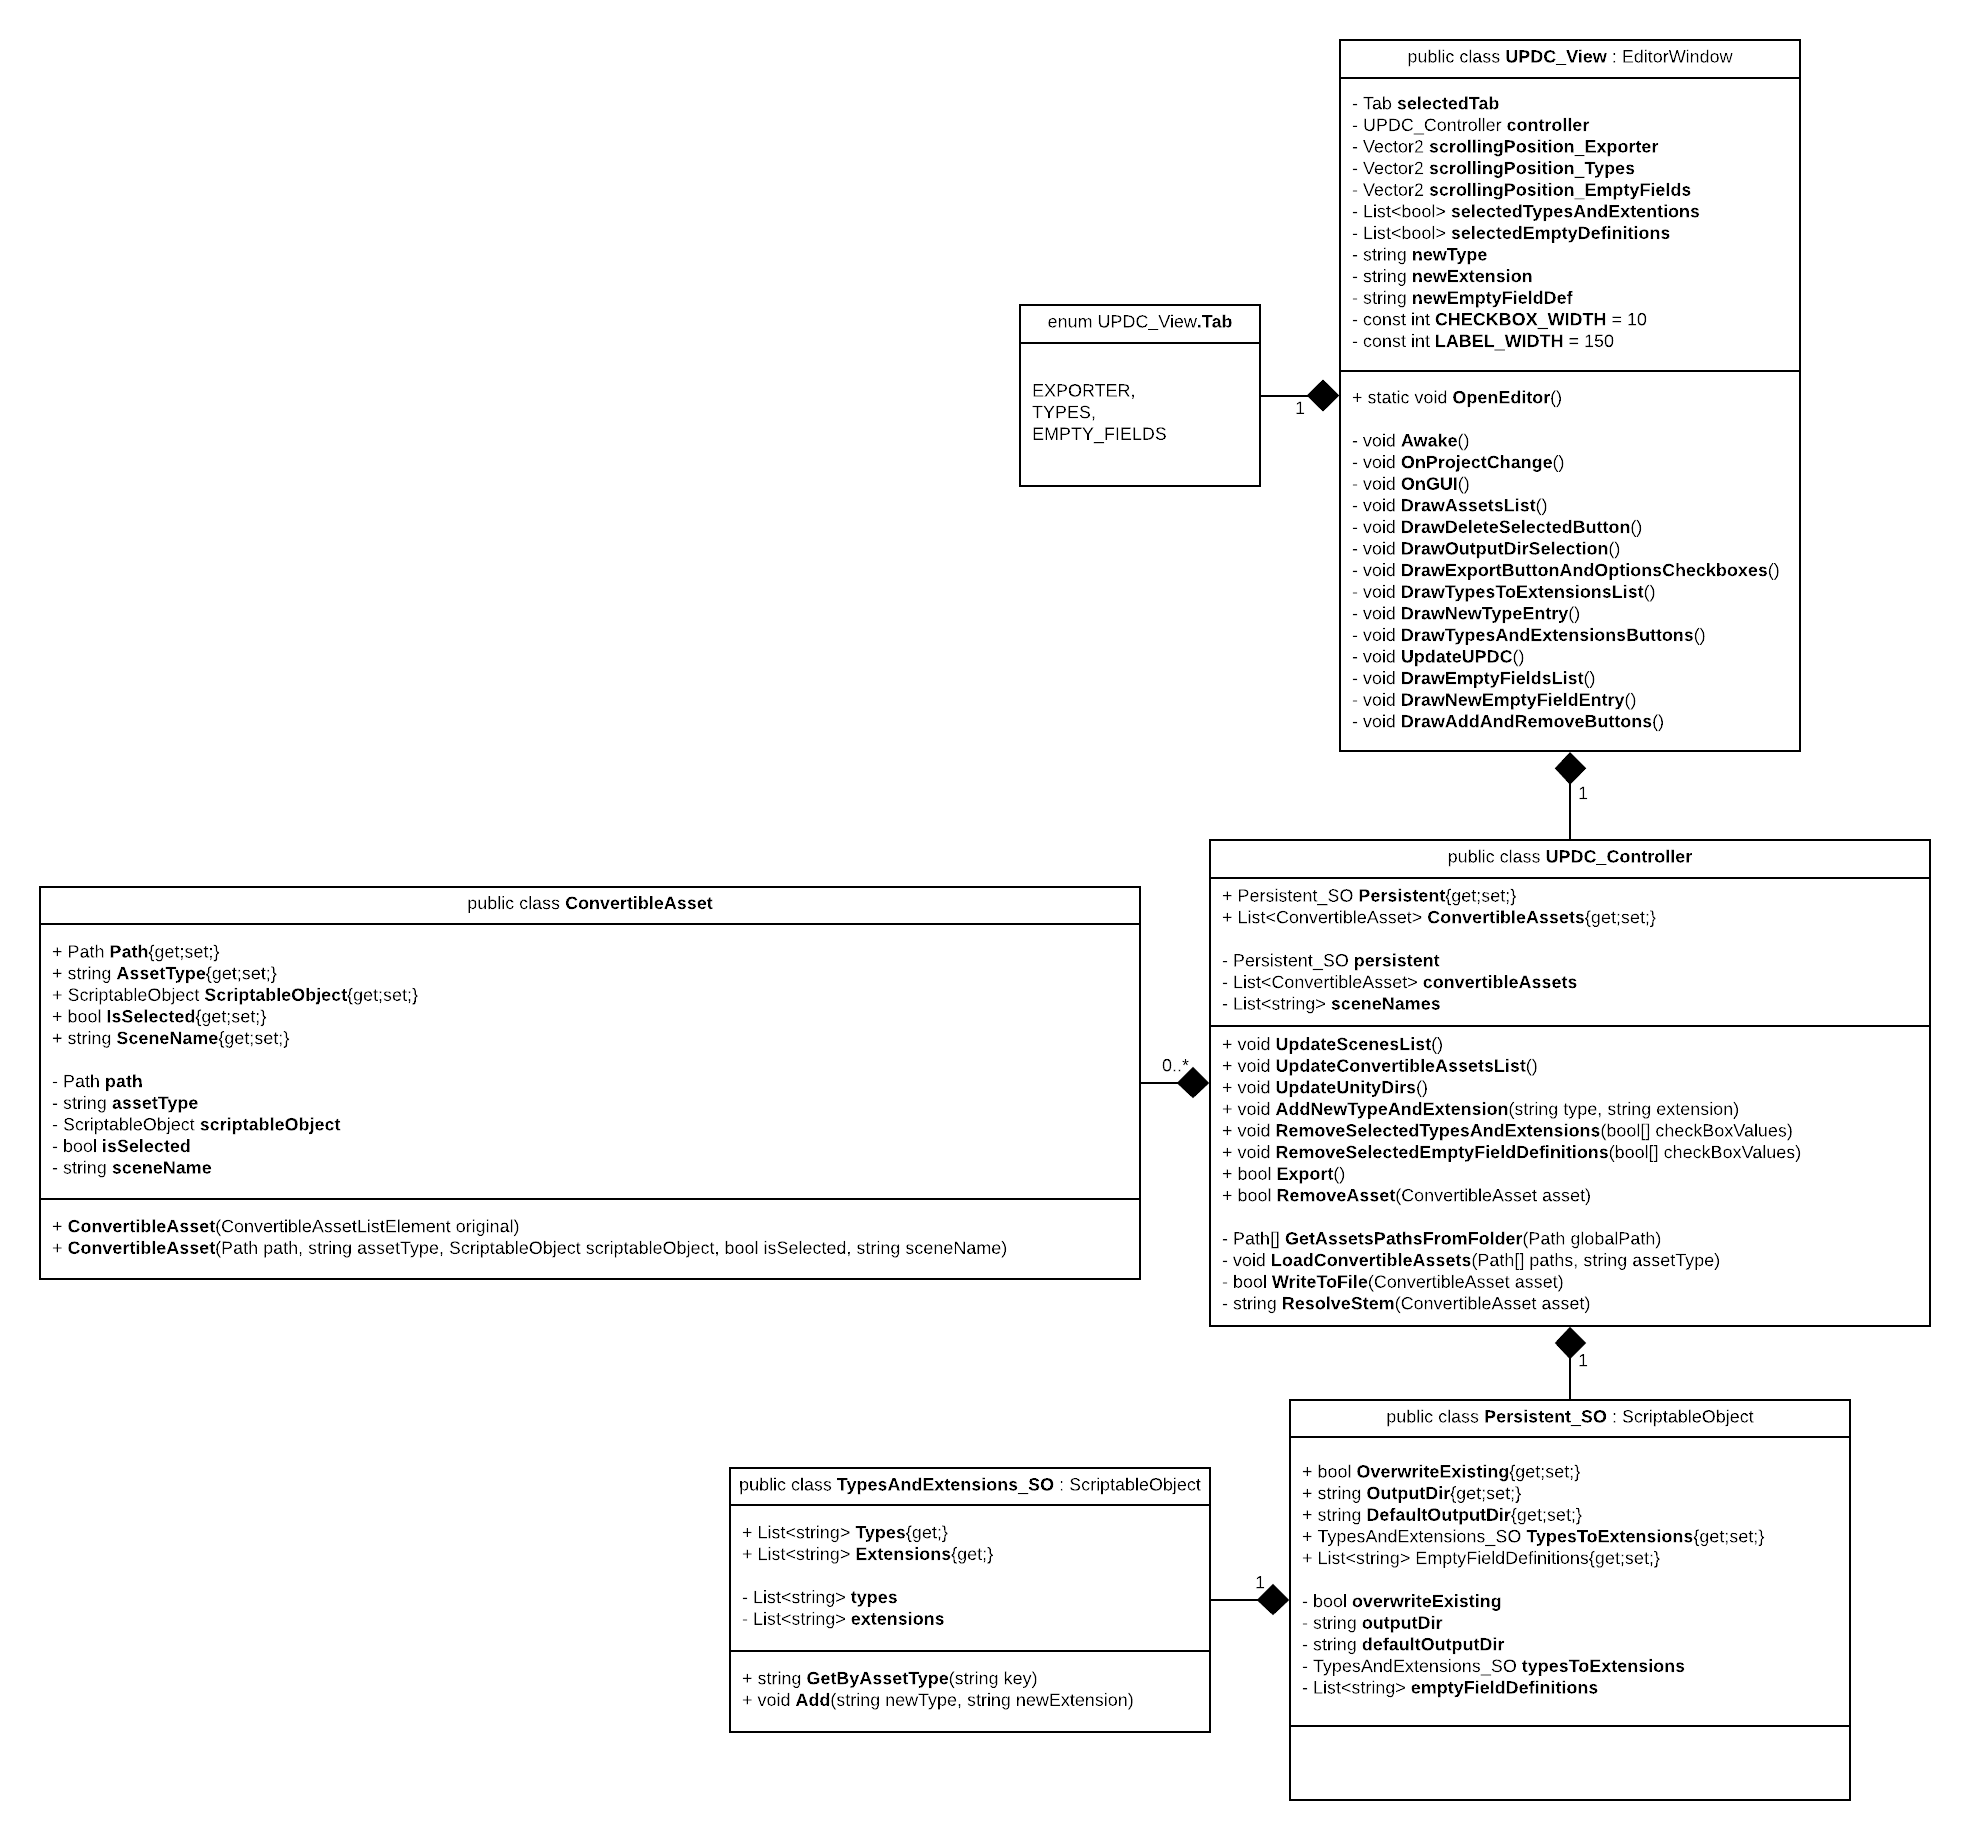 public class UPDC_View : EditorWindow
- Tab selectedTab
- UPDC_Controller controller
- Vector2 scrollingPosition_Exporter
- Vector2 scrollingPosition_Types
- Vector2 scrollingPosition_EmptyFields
- List<bool> selectedTypesAndExtentions
- List<bool> selectedEmptyDefinitions
- string newType
- string newExtension
- string newEmptyFieldDef
- const int CHECKBOX_WIDTH = 10
- const int LABEL_WIDTH = 150
+ static void OpenEditor()
- void Awake()
- void OnProjectChange()
- void OnGUI()
- void DrawAssetsList()
- void DrawDeleteSelectedButton()
- void DrawOutputDirSelection()
- void DrawExportButtonAndOptionsCheckboxes()
- void DrawTypesToExtensionsList()
- void DrawNewTypeEntry()
- void DrawTypesAndExtensionsButtons()
- void UpdateUPDC()
- void DrawEmptyFieldsList()
- void DrawNewEmptyFieldEntry()
- void DrawAddAndRemoveButtons()
enum UPDC_View.Tab
EXPORTER,
TYPES,
EMPTY_FIELDS
1
1
public class UPDC_Controller
+ Persistent_SO Persistent{get;set;}
+ List<ConvertibleAsset> ConvertibleAssets{get;set;}
- Persistent_SO persistent
- List<ConvertibleAsset> convertibleAssets
- List<string> sceneNames
+ void UpdateScenesList()
+ void UpdateConvertibleAssetsList()
+ void UpdateUnityDirs()
+ void AddNewTypeAndExtension(string type, string extension)
+ void RemoveSelectedTypesAndExtensions(bool[] checkBoxValues)
+ void RemoveSelectedEmptyFieldDefinitions(bool[] checkBoxValues)
+ bool Export()
+ bool RemoveAsset(ConvertibleAsset asset)
- Path[] GetAssetsPathsFromFolder(Path globalPath)
- void LoadConvertibleAssets(Path[] paths, string assetType)
- bool WriteToFile(ConvertibleAsset asset)
- string ResolveStem(ConvertibleAsset asset)
public class ConvertibleAsset
+ Path Path{get;set;}
+ string AssetType{get;set;}
+ ScriptableObject ScriptableObject{get;set;}
+ bool IsSelected{get;set;}
+ string SceneName{get;set;}
- Path path
- string assetType
- ScriptableObject scriptableObject
- bool isSelected
- string sceneName
+ ConvertibleAsset(ConvertibleAssetListElement original)
+ ConvertibleAsset(Path path, string assetType, ScriptableObject scriptableObject, bool isSelected, string sceneName)
0..*
1
public class Persistent_SO : ScriptableObject
+ bool OverwriteExisting{get;set;}
+ string OutputDir{get;set;}
+ string DefaultOutputDir{get;set;}
+ TypesAndExtensions_SO TypesToExtensions{get;set;}
+ List<string> EmptyFieldDefinitions{get;set;}
- bool overwriteExisting
- string outputDir
- string defaultOutputDir
- TypesAndExtensions_SO typesToExtensions
- List<string> emptyFieldDefinitions
public class TypesAndExtensions_SO : ScriptableObject
+ List<string> Types{get;}
+ List<string> Extensions{get;}
- List<string> types
- List<string> extensions
+ string GetByAssetType(string key)
+ void Add(string newType, string newExtension)
1